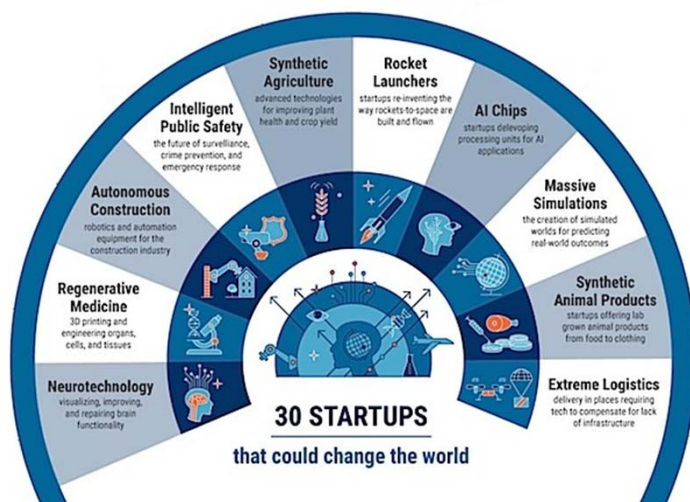 Neurotechnology
visualizing, improving,
and repairing brain
functionality
Regenerative
Medicine
3D printing and
engineering organs,
cells, and tissues
Autonomous
Construction
robotics and automation
equipment for the
construction industry
Intelligent
Public Safety
the future of surveillance,
crime prevention, and
emergency response
Synthetic
Agriculture
advanced technologies
for improving plant
health and crop yield
Rocket
Launchers
startups re-inventing the
way rockets-to-space are
built and flown
AI Chips
startups delevoping
processing units for AI
applications
Massive
Simulations
the creation of simulated
worlds for predicting
real-world outcomes
Synthetic
Animal Products
startups offering lab
grown animal products
from food to clothing
Extreme Logistics
delivery in places requiring
tech to compensate for lack
of infrastructure
30 STARTUPS
that could change the world